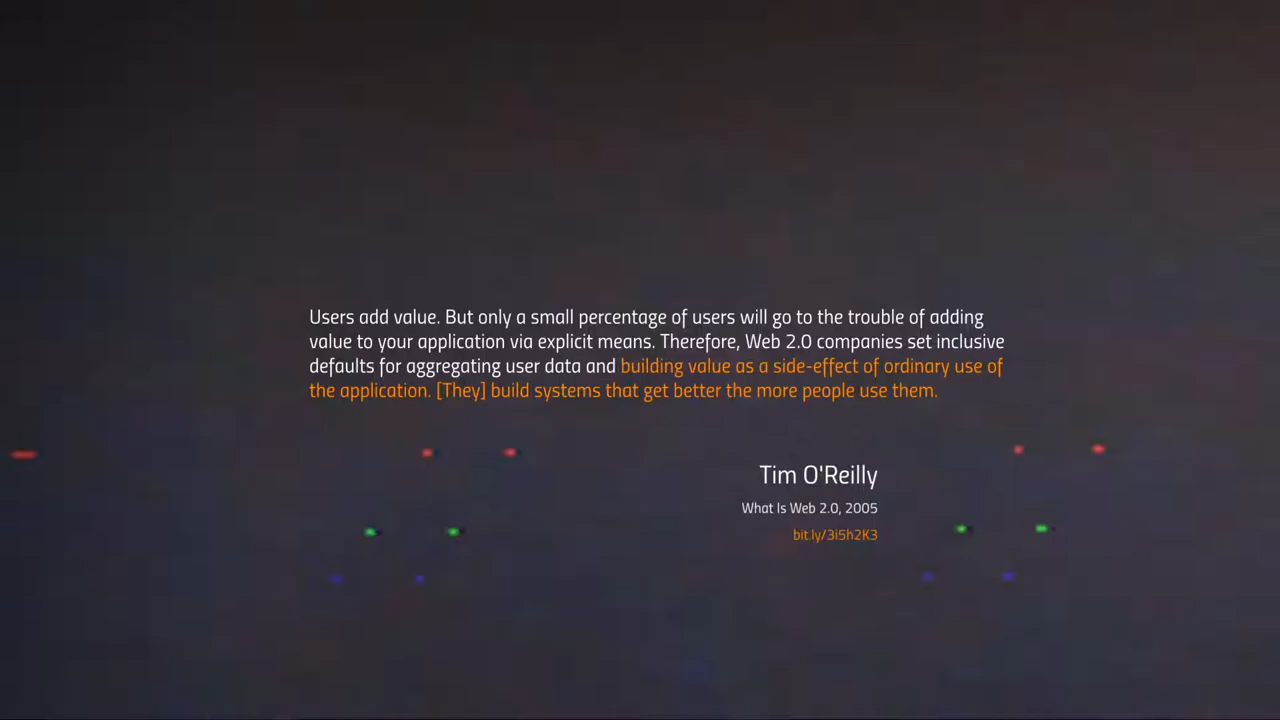 Users add value. But only a small percentage of users will go to the trouble of adding
value to your application via explicit means. Therefore, Web 2.0 companies set inclusive
defaults for aggregating user data and building value as a side-effect of ordinary use of
the application. [They] build systems that get better the more people use them.
Tim O'Reilly
What Is Web 2.0, 2005
bit.ly/3i5h2K3